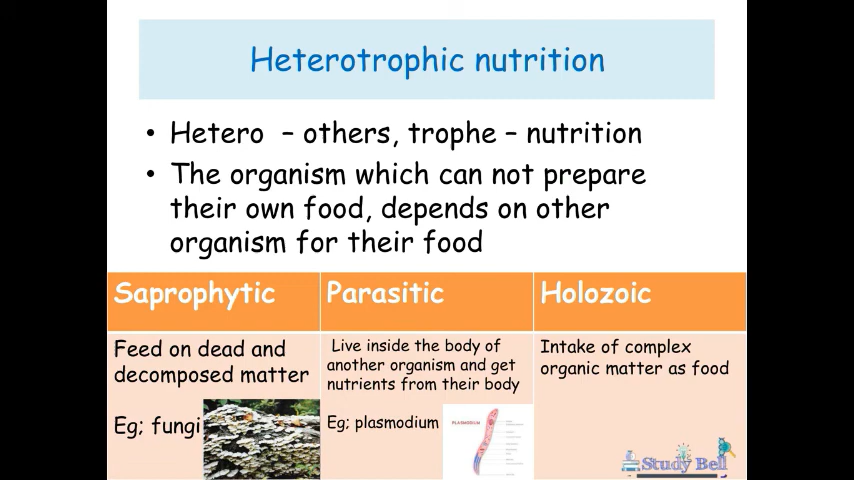 Heterotrophic nutrition
• Hetero – others, trophe – nutrition
• The organism which can not prepare
their own food, depends on other
organism for their food
Saprophytic
Feed on dead and
decomposed matter
Eg; fungi
Parasitic
Live inside the body of
another organism and get
nutrients from their body
Eg; plasmodium
PLASMODIUM
Holozoic
Intake of complex
organic matter as food
Study Bell